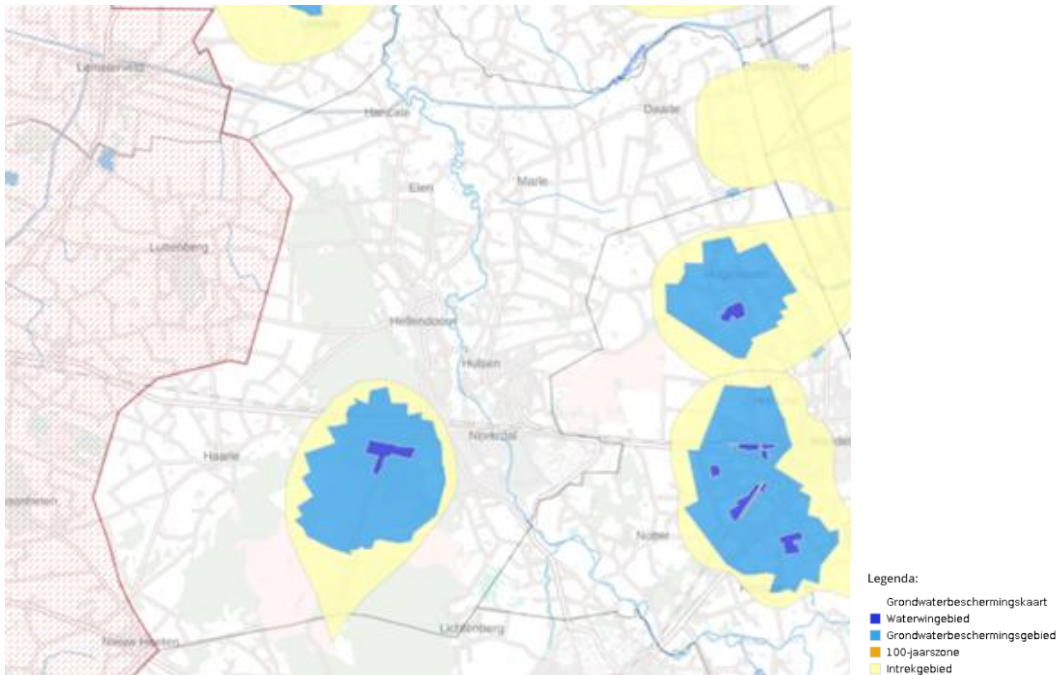 Lemelerveld
Hancate
Daarle
Elen
Marle
Luttenberg
Hellendoorn
Hulsen
Nijverdal
Haarle
Notter
Lichtenberg
Nieuw Heeten
Legenda:
Grondwaterbeschermingskaart
Waterwingebied
Grondwaterbeschermingsgebied
100-jaarszone
Intrekgebied